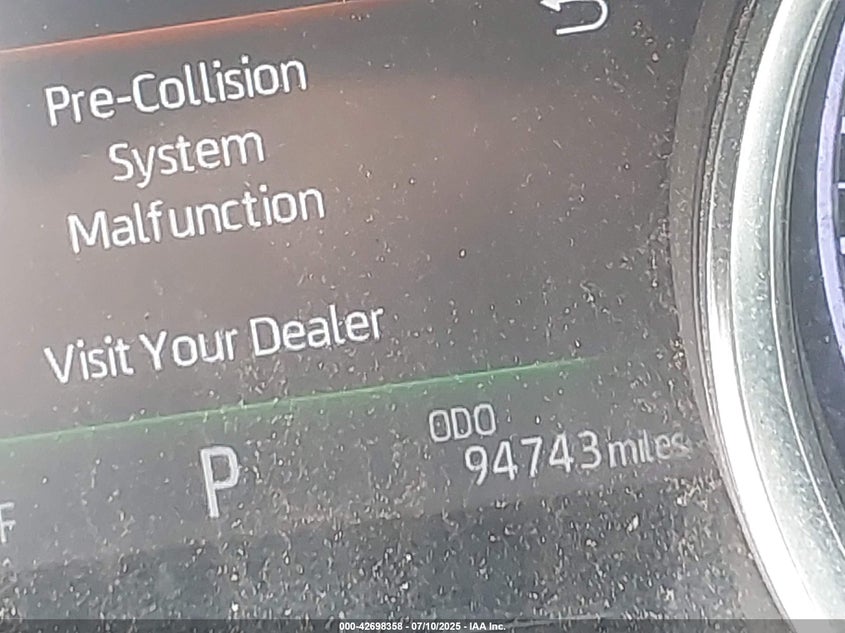 Pre-Collision
System
Malfunction
Visit Your Dealer
ODO
P
94743 miles
F
000-42698358 - 07/10/2025 - IAA Inc.